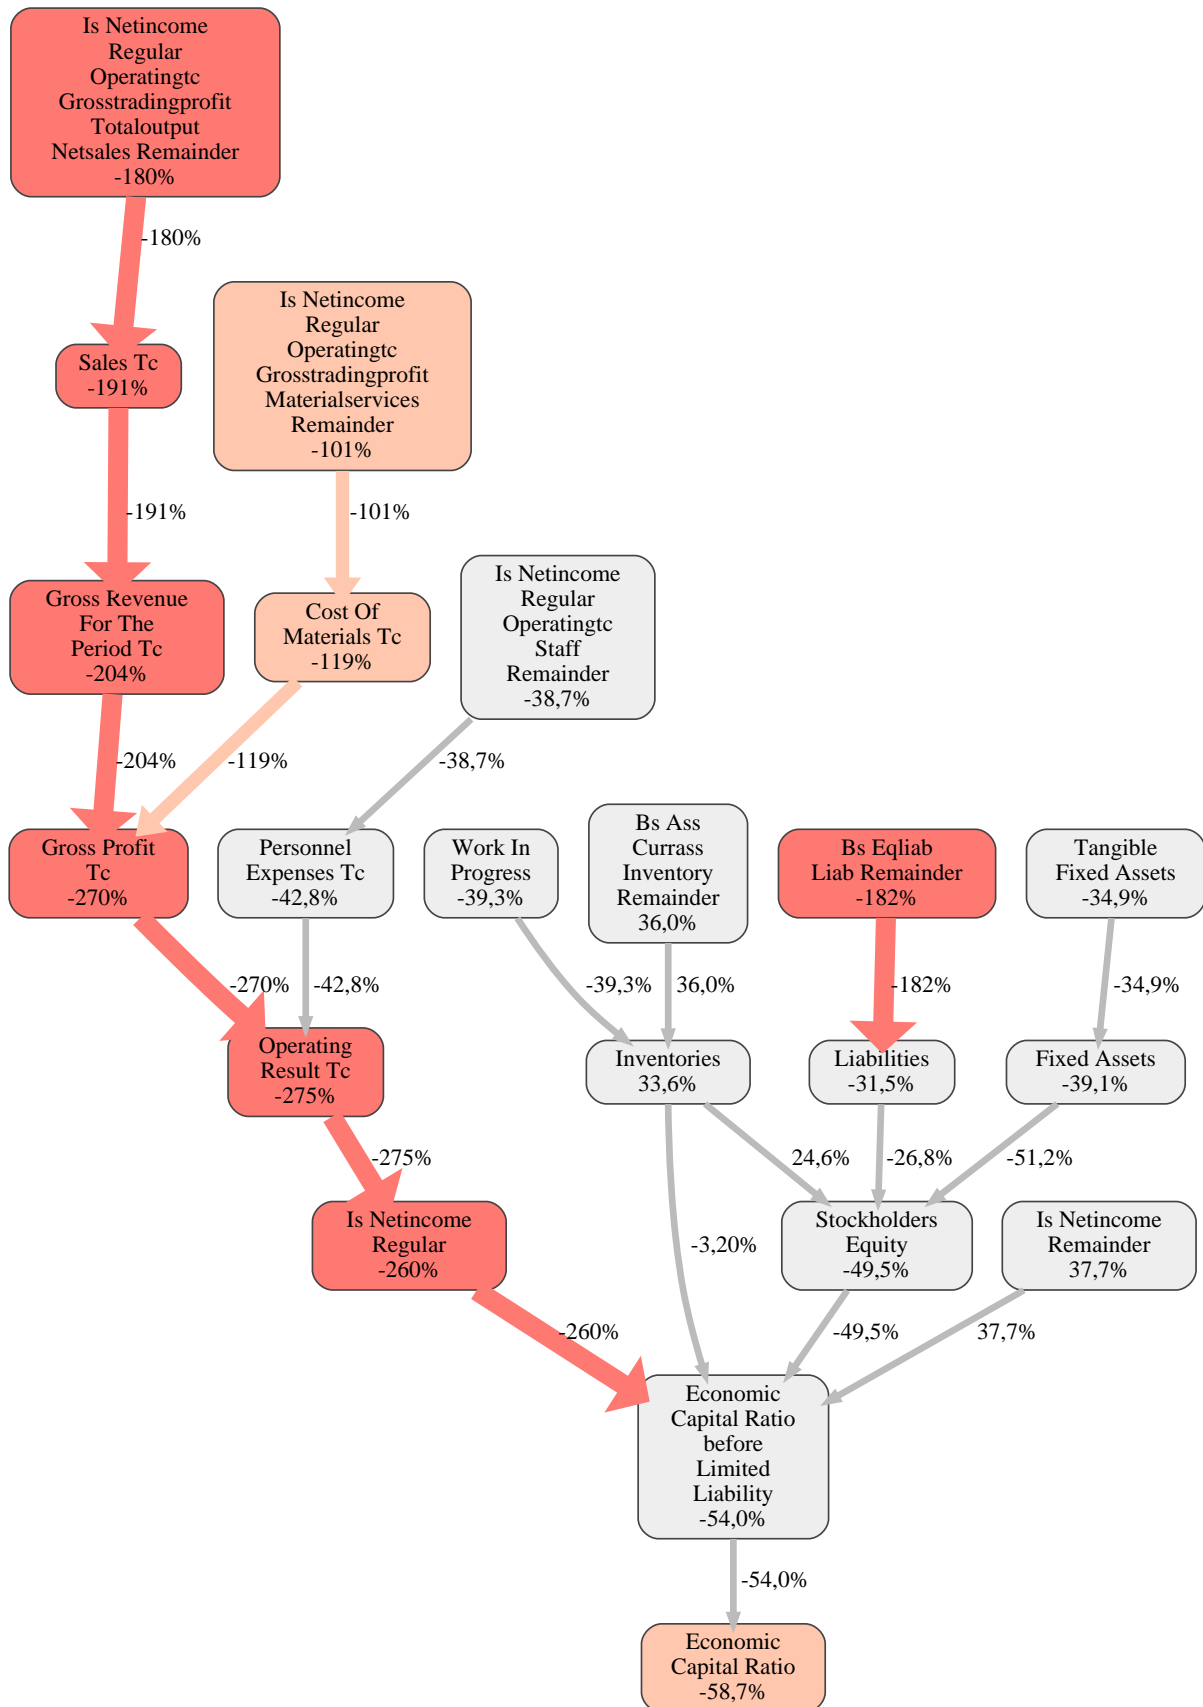 Is Netincome
Regular
Operatingtc
Grosstradingprofit
Totaloutput
Netsales Remainder
-180%
-180%
Sales Tc
-191%
Is Netincome
Regular
Operatingtc
Grosstradingprofit
Materialservices
Remainder
-101%
-191%
-101%
Gross Revenue
For The
Period Tc
-204%
Cost Of
Materials Tc
-119%
Is Netincome
Regular
Operatingtc
Staff
Remainder
-38,7%
-204%
-119%
-38,7%
Gross Profit
Tc
-270%
Personnel
Expenses Tc
-42,8%
Work In
Progress
-39,3%
Bs Ass
Currass
Inventory
Remainder
36,0%
Bs Eqliab
Liab Remainder
-182%
Tangible
Fixed Assets
-34,9%
-270%
-42,8%
-39,3%
36,0%
-182%
-34,9%
Operating
Result Tc
-275%
Inventories
33,6%
Liabilities
-31,5%
Fixed Assets
-39,1%
-275%
24,6%
-26,8%
-51,2%
Is Netincome
Regular
-260%
-3,20%
Stockholders
Equity
-49,5%
Is Netincome
Remainder
37,7%
-260%
-49,5%
37,7%
Economic
Capital Ratio
before
Limited
Liability
-54,0%
-54,0%
Economic
Capital Ratio
-58,7%